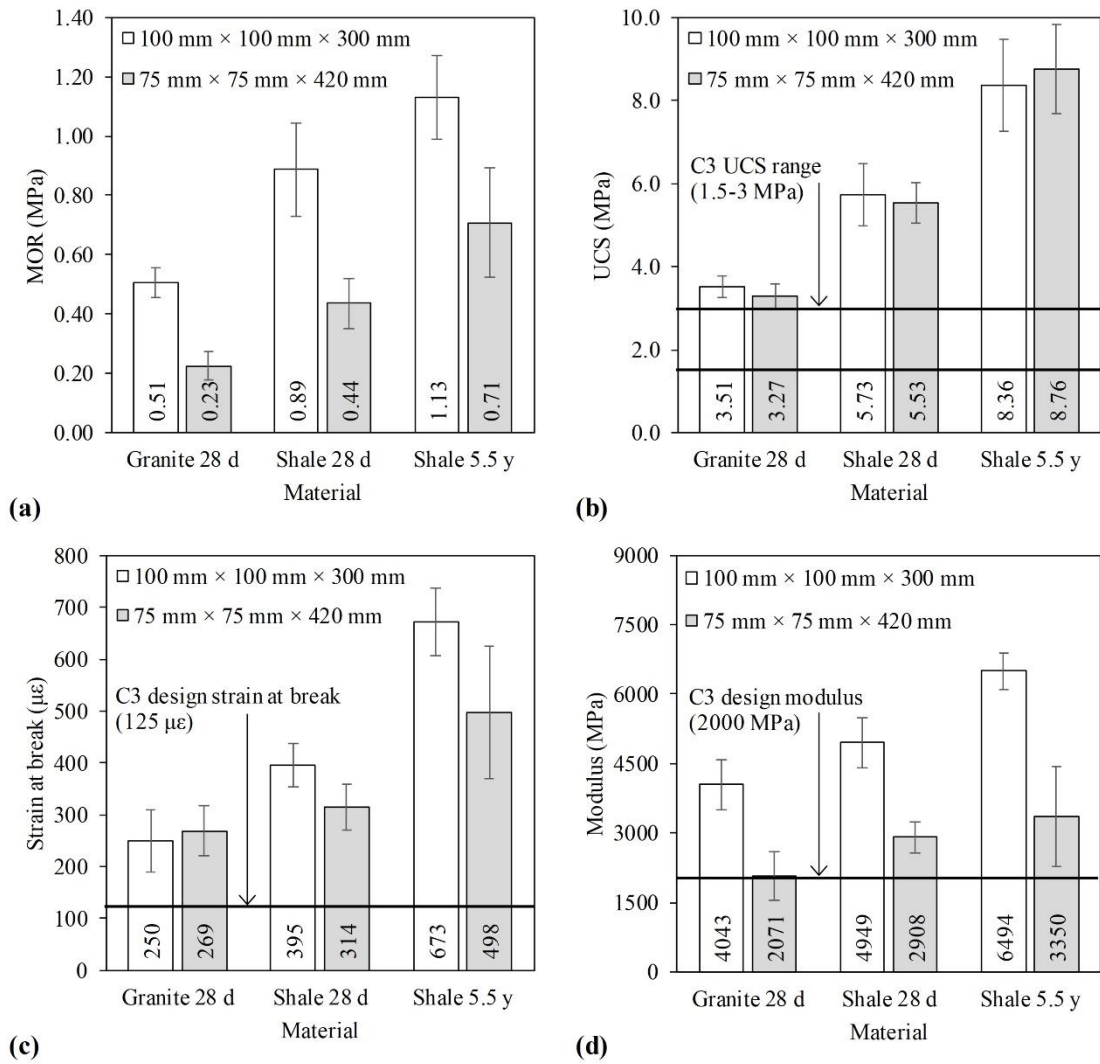 1.40
1.20
1.00
0.80
0.60
0.40
0.20
0.00
MOR (MPa)
100 mm × 100 mm × 300 mm
75 mm × 75 mm × 420 mm
0.51
0.23
0.89
0.44
1.13
0.71
Granite 28 d
Shale 28 d
Shale 5.5 y
Material
(a)
10.0
8.0
6.0
4.0
2.0
0.0
UCS (MPa)
100 mm × 100 mm × 300 mm
75 mm × 75 mm × 420 mm
C3 UCS range
(1.5-3 MPa)
3.51
3.27
5.73
5.53
8.36
8.76
Granite 28 d
Shale 28 d
Shale 5.5 y
Material
(b)
800
700
600
500
400
300
200
100
0
Strain at break (με)
100 mm × 100 mm × 300 mm
75 mm × 75 mm × 420 mm
C3 design strain at break
(125 με)
250
269
395
314
673
498
Granite 28 d
Shale 28 d
Shale 5.5 y
Material
(c)
9000
7500
6000
4500
3000
1500
0
Modulus (MPa)
100 mm × 100 mm × 300 mm
75 mm × 75 mm × 420 mm
C3 design modulus
(2000 MPa)
4043
2071
4949
2908
6494
3350
Granite 28 d
Shale 28 d
Shale 5.5 y
Material
(d)